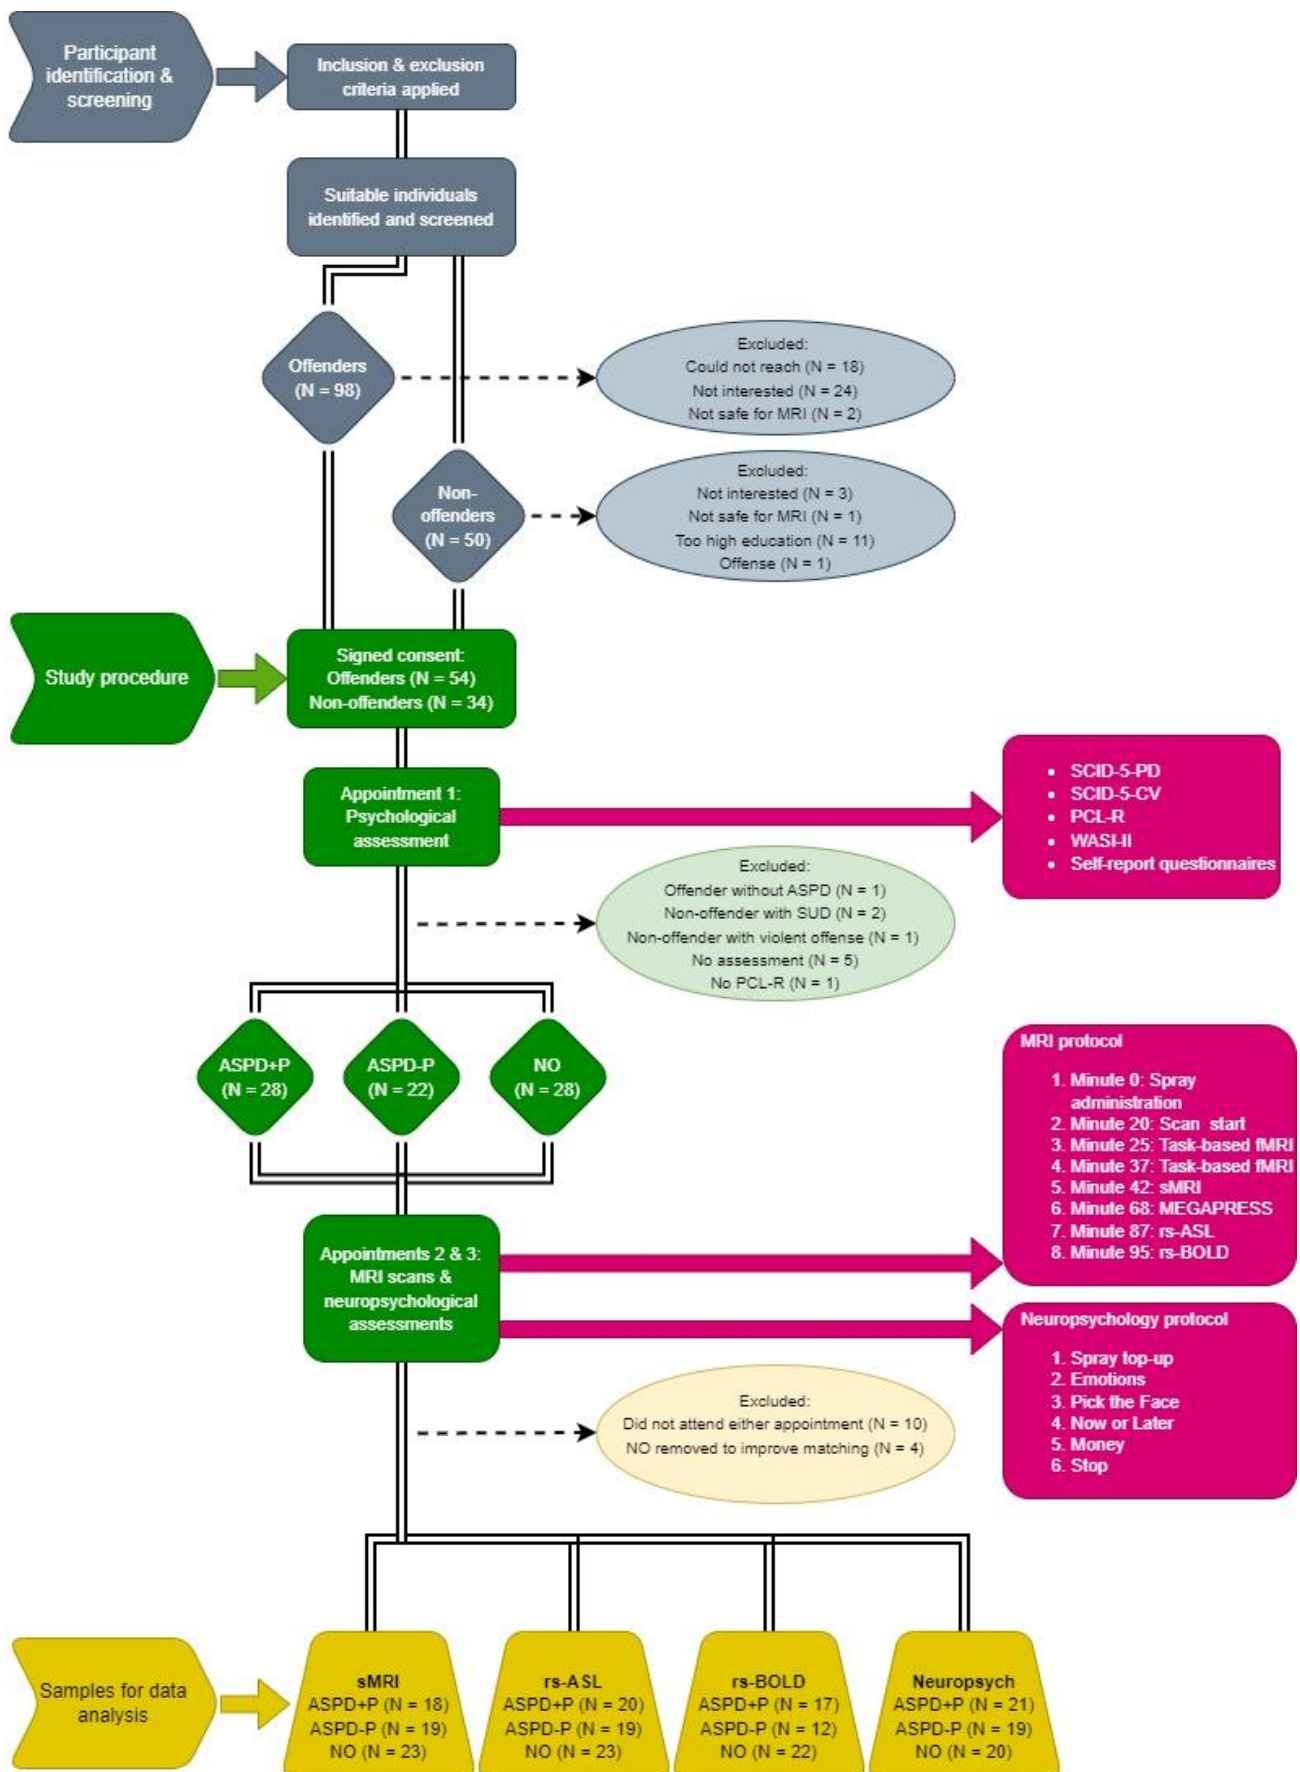 Participant
identification &
screening
Inclusion & exclusion
criteria applied
Suitable individuals
identified and screened
Offenders
(N = 98)
Excluded:
Could not reach (N = 18)
Not interested (N = 24)
Not safe for MRI (N = 2)
Non-
offenders
(N = 50)
Excluded:
Not interested (N = 3)
Not safe for MRI (N = 1)
Too high education (N = 11)
Offense (N = 1)
Study procedure
Signed consent:
Offenders (N = 54)
Non-offenders (N = 34)
Appointment 1:
Psychological
assessment
• SCID-5-PD
• SCID-5-CV
• PCL-R
• WASI-II
• Self-report questionnaires
Excluded:
Offender without ASPD (N = 1)
Non-offender with SUD (N = 2)
Non-offender with violent offense (N = 1)
No assessment (N = 5)
No PCL-R (N = 1)
ASPD+P
(N = 28)
ASPD-P
(N = 22)
NO
(N = 28)
MRI protocol
1. Minute 0: Spray
administration
2. Minute 20: Scan start
3. Minute 25: Task-based fMRI
4. Minute 37: Task-based fMRI
5. Minute 42: sMRI
6. Minute 68: MEGAPRESS
7. Minute 87: rs-ASL
8. Minute 95: rs-BOLD
Appointments 2 & 3:
MRI scans &
neuropsychological
assessments
Neuropsychology protocol
1. Spray top-up
2. Emotions
3. Pick the Face
4. Now or Later
5. Money
6. Stop
Excluded:
Did not attend either appointment (N = 10)
NO removed to improve matching (N = 4)
Samples for data
analysis
sMRI
ASPD+P (N = 18)
ASPD-P (N = 19)
NO (N = 23)
rs-ASL
ASPD+P (N = 20)
ASPD-P (N = 19)
NO (N = 23)
rs-BOLD
ASPD+P (N = 17)
ASPD-P (N = 12)
NO (N = 22)
Neuropsych
ASPD+P (N = 21)
ASPD-P (N = 19)
NO (N = 20)